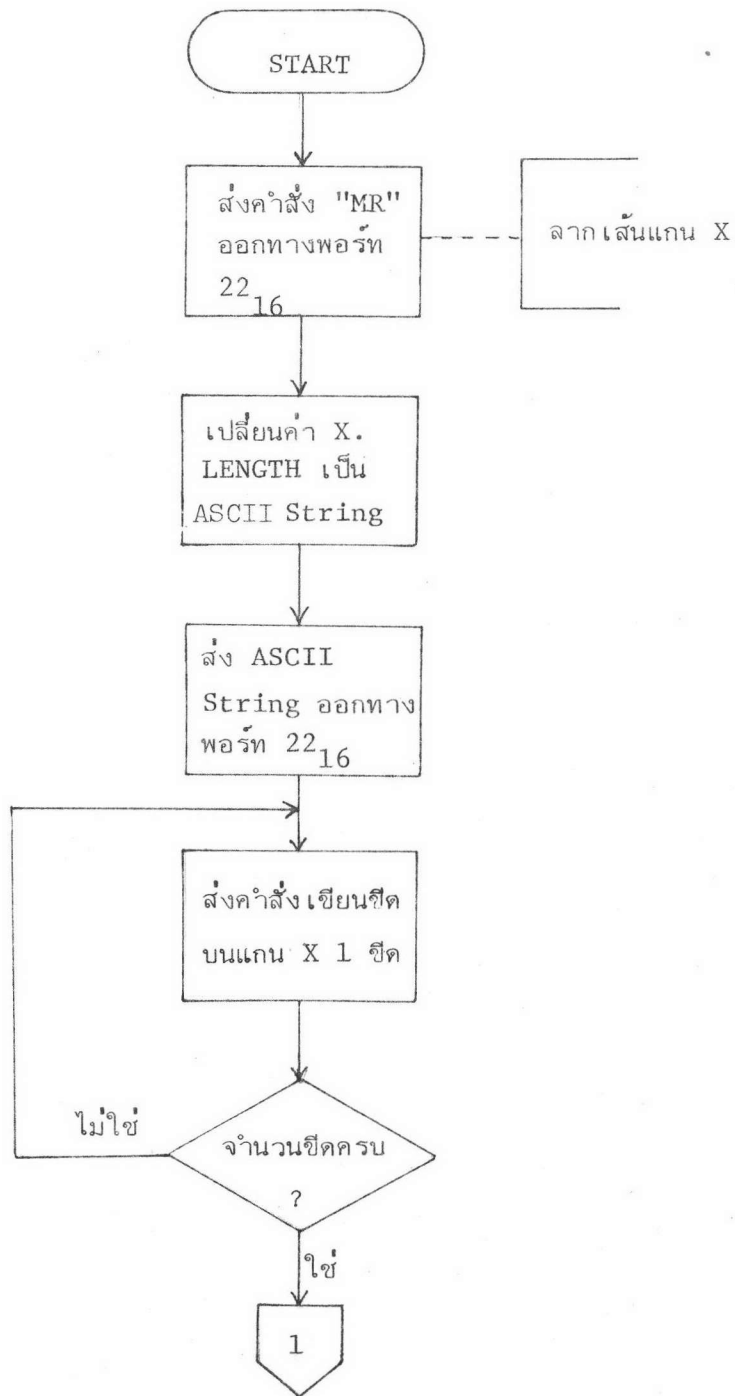 START
ส่งคำสั่ง "MR"
ออกทางพอร์ท
22₁₆
ลากเส้นแกน X
เปลี่ยนค่า X.
LENGTH เป็น
ASCII String
ส่ง ASCII
String ออกทาง
พอร์ท 22₁₆
ส่งคำสั่งเขียนขีด
บนแกน X 1 ขีด
ไม่ใช่
จำนวนขีดครบ
?
ใช่
1